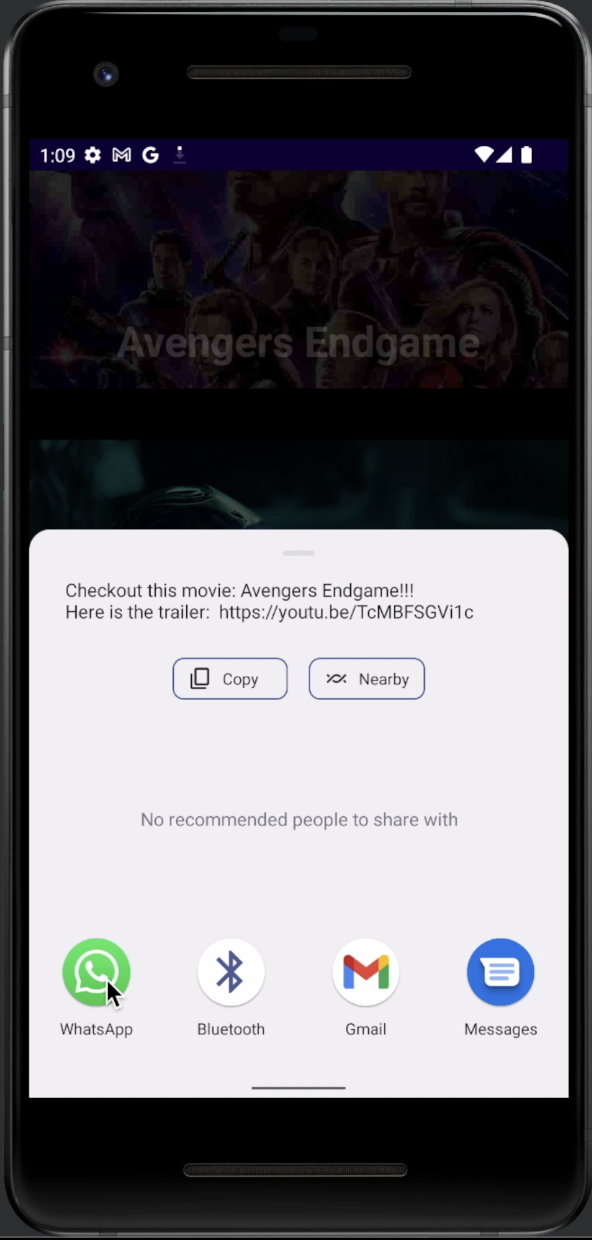 1:09
Avengers Endgame
Checkout this movie: Avengers Endgame!!!
Here is the trailer:  https://youtu.be/TcMBFSGVi1c
Copy
Nearby
No recommended people to share with
WhatsApp
Bluetooth
Gmail
Messages